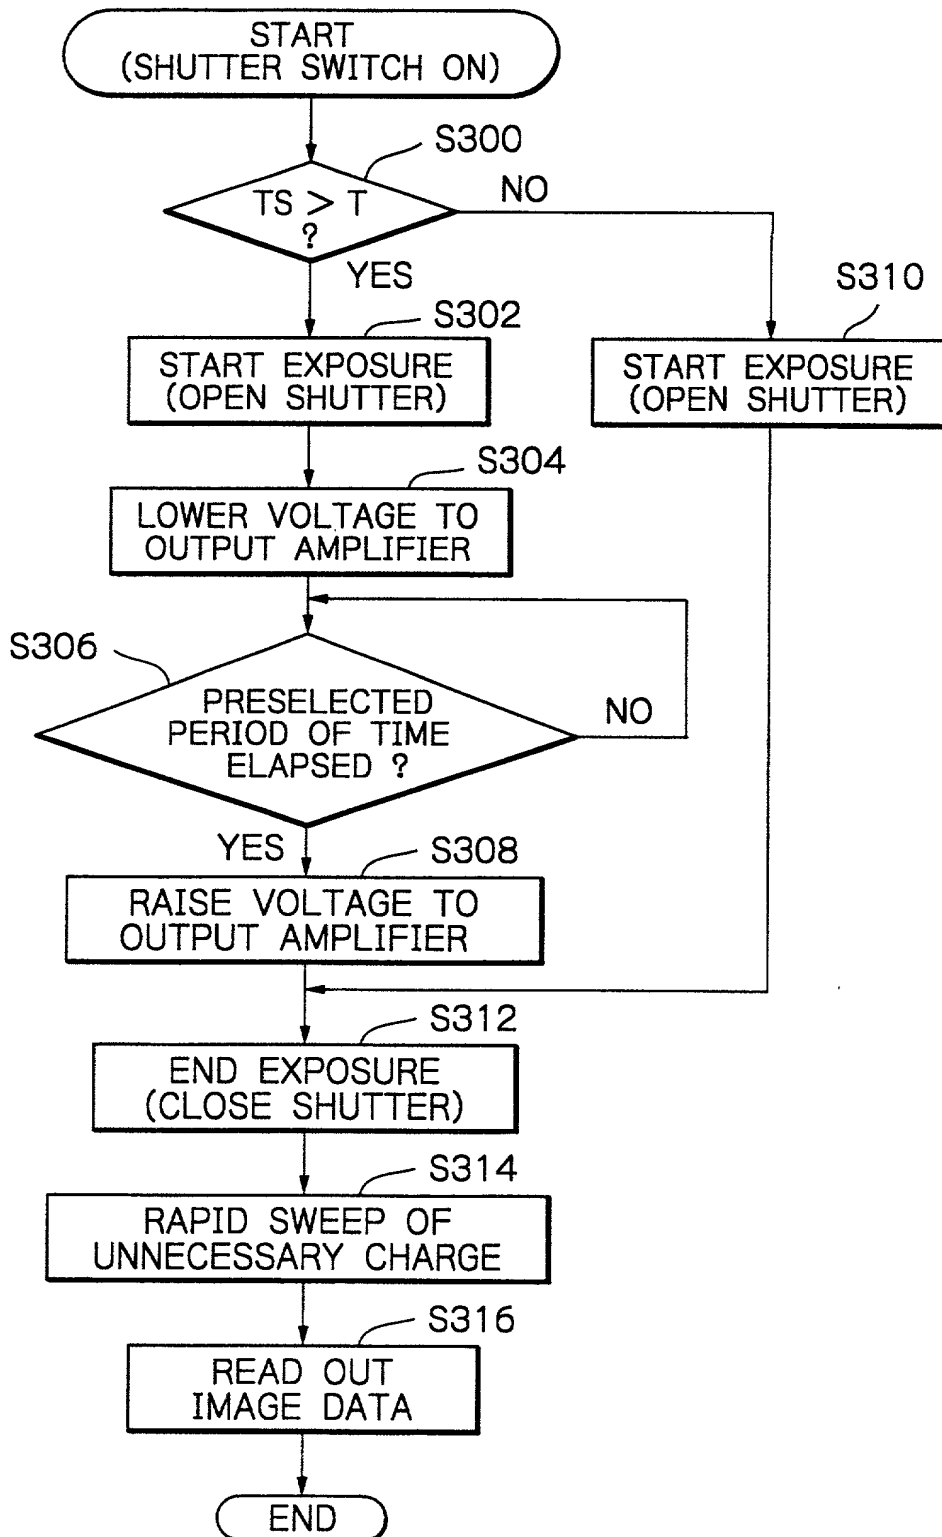 START
(SHUTTER SWITCH ON)
S300
TS > T
?
NO
YES
S302
START EXPOSURE
(OPEN SHUTTER)
S310
START EXPOSURE
(OPEN SHUTTER)
S304
LOWER VOLTAGE TO
OUTPUT AMPLIFIER
S306
PRESELECTED
PERIOD OF TIME
ELAPSED ?
NO
YES
S308
RAISE VOLTAGE TO
OUTPUT AMPLIFIER
S312
END EXPOSURE
(CLOSE SHUTTER)
S314
RAPID SWEEP OF
UNNECESSARY CHARGE
S316
READ OUT
IMAGE DATA
END